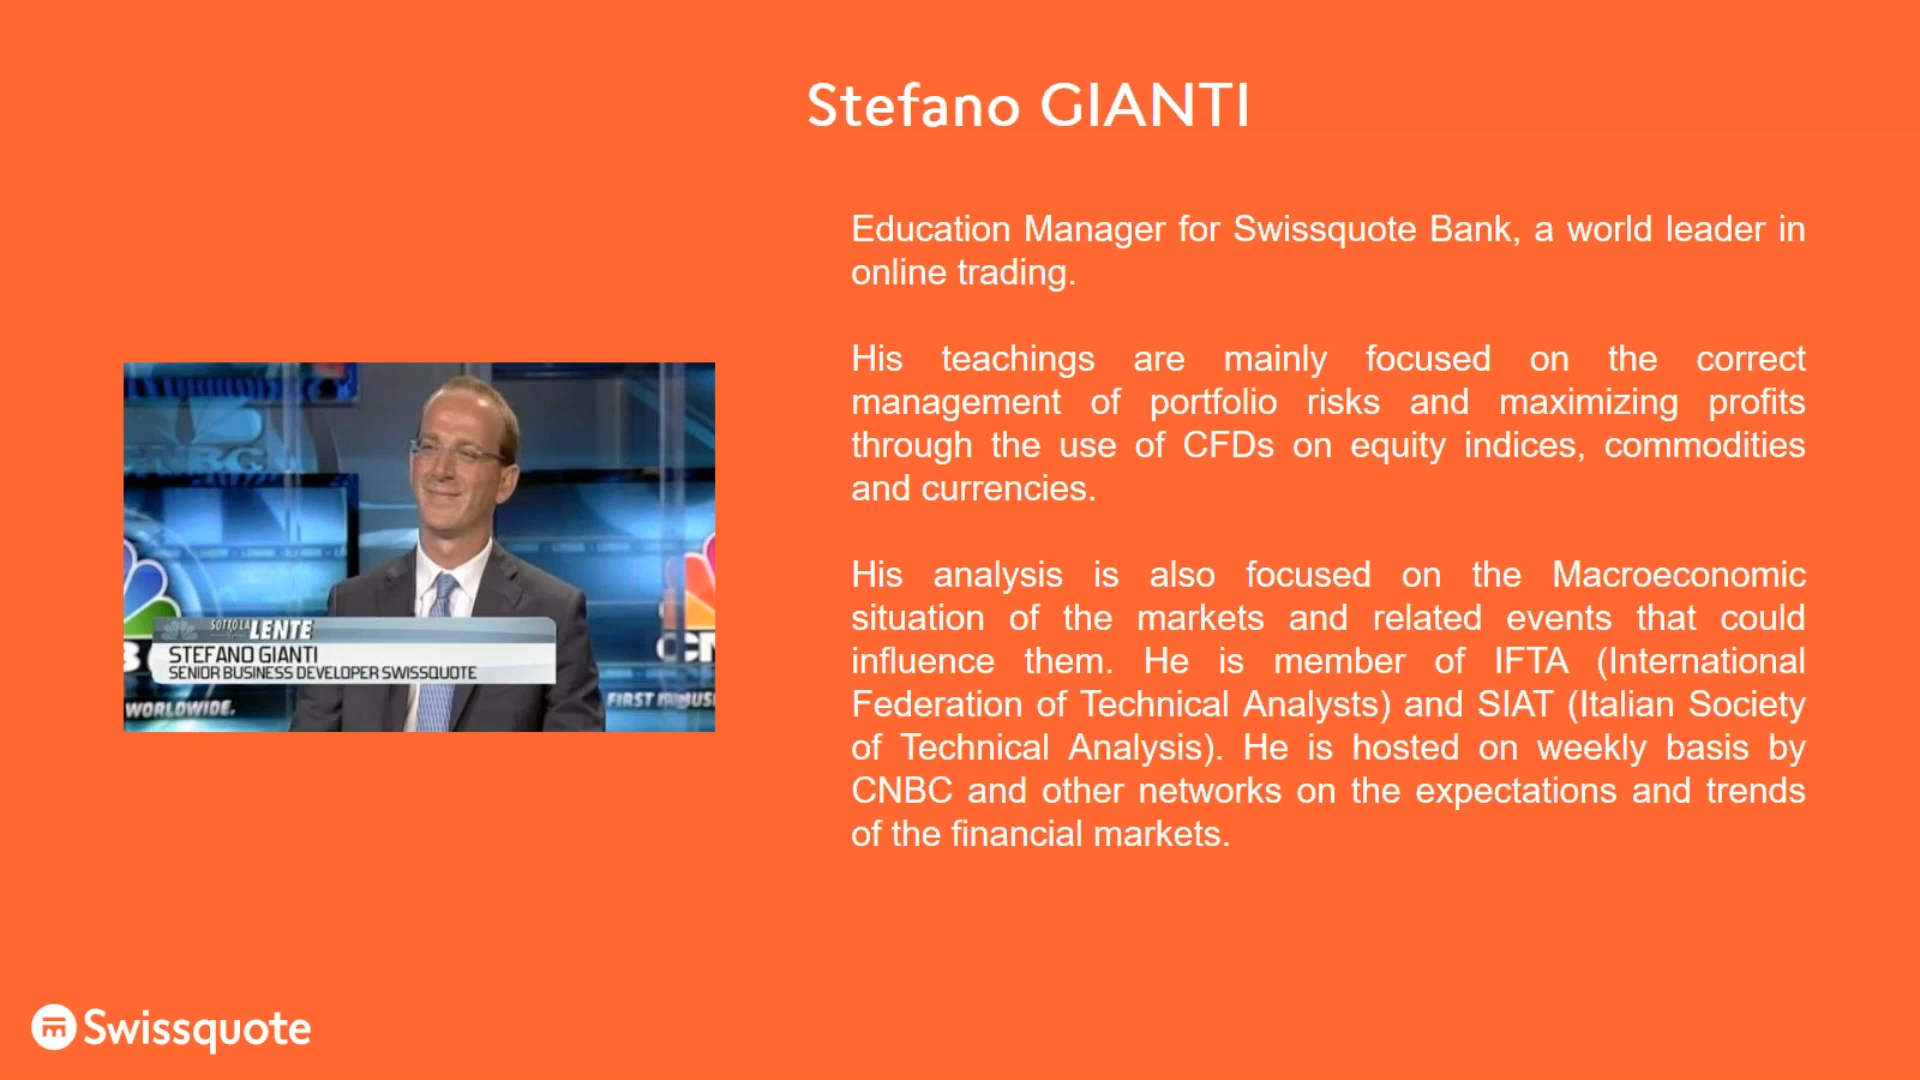 Stefano GIANTI
Education Manager for Swissquote Bank, a world leader in
online trading.
His teachings are mainly focused on the correct
management of portfolio risks and maximizing profits
through the use of CFDs on equity indices, commodities
and currencies.
His analysis is also focused on the Macroeconomic
situation of the markets and related events that could
influence them. He is member of IFTA (International
Federation of Technical Analysts) and SIAT (Italian Society
of Technical Analysis). He is hosted on weekly basis by
CNBC and other networks on the expectations and trends
of the financial markets.
SOTTO LA LENTE
STEFANO GIANTI
SENIOR BUSINESS DEVELOPER SWISSQUOTE
WORLDWIDE.
FIRST IN BUSI
Swissquote